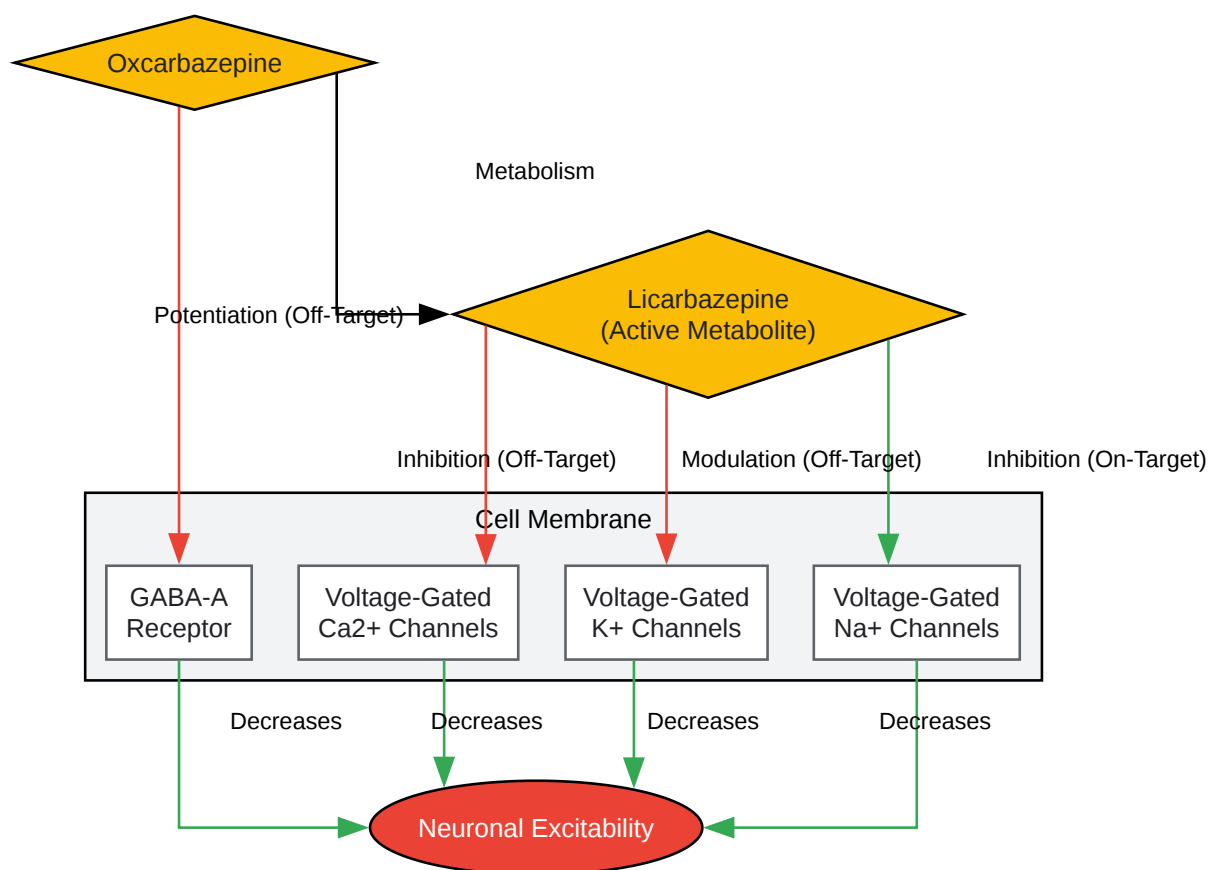 Oxcarbazepine
Metabolism
Licarbazepine
(Active Metabolite)
Potentiation (Off-Target)
Inhibition (Off-Target)
Modulation (Off-Target)
Inhibition (On-Target)
Cell Membrane
GABA-A
Receptor
Voltage-Gated
Ca2+ Channels
Voltage-Gated
K+ Channels
Voltage-Gated
Na+ Channels
Decreases
Decreases
Decreases
Decreases
Neuronal Excitability